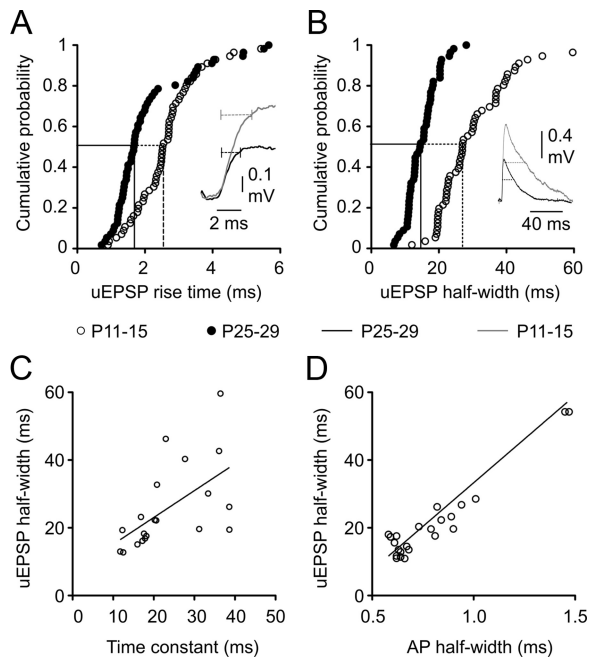 A
Cumulative probability
1
0.8
0.6
0.4
0.2
0
0 2 4 6
uEPSP rise time (ms)
0.1
mV
2 ms
B
Cumulative probability
1
0.8
0.6
0.4
0.2
0
0 20 40 60
uEPSP half-width (ms)
0.4
mV
40 ms
P11-15 P25-29 P25-29 P11-15
C
uEPSP half-width (ms)
60
40
20
0
0 10 20 30 40 50
Time constant (ms)
D
uEPSP half-width (ms)
60
40
20
0
0.5 1.0 1.5
AP half-width (ms)